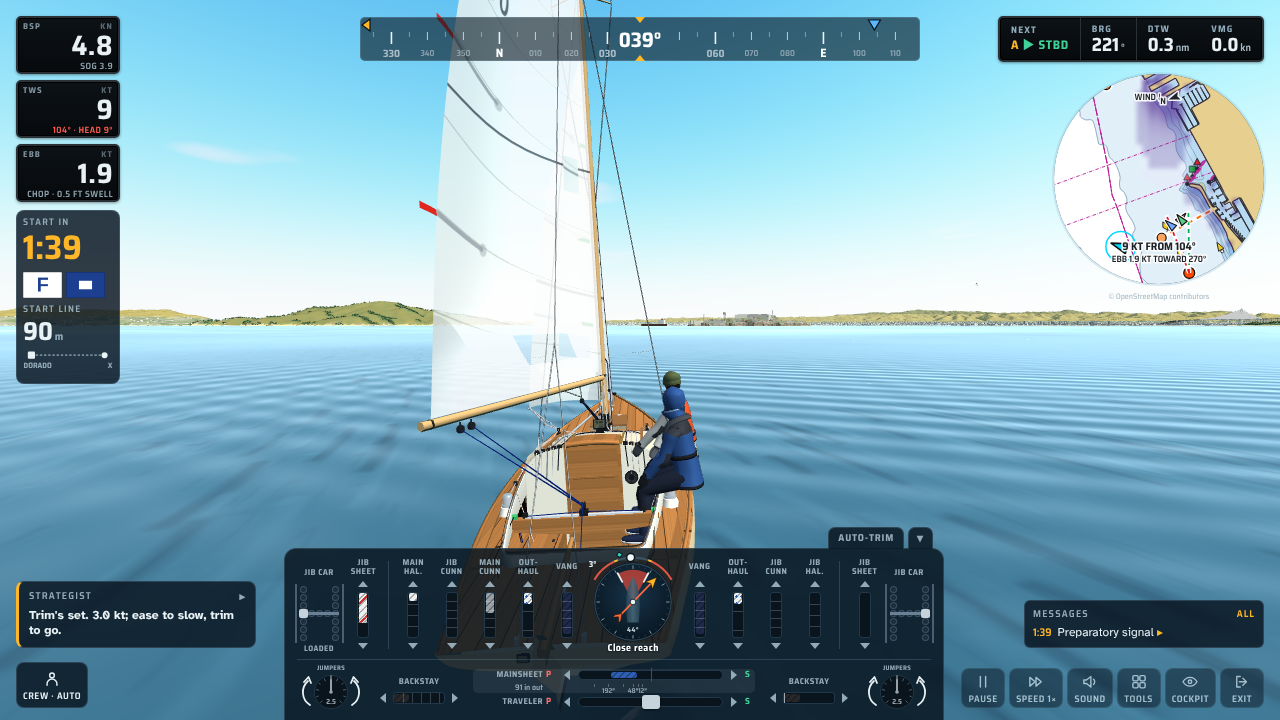 BSP KN
4.8
SOG 3.9
TWS KT
9
104° · HEAD 9°
EBB KT
1.9
CHOP · 0.5 FT SWELL
START IN
1:39
F
START LINE
90 m
DORADO X
330 340 350 N 010 020 030 039° 060 070 080 E 100 110
NEXT
A ▶ STBD
BRG
221°
DTW
0.3 nm
VMG
0.0 kn
WIND N
9 KT FROM 104°
EBB 1.9 KT TOWARD 270°
© OpenStreetMap contributors
AUTO-TRIM ▼
STRATEGIST ▶
Trim's set. 3.0 kt; ease to slow, trim
to go.
CREW · AUTO
JIB CAR
LOADED
JIB
SHEET
MAIN
HAL.
JIB
CUNN
MAIN
CUNN
OUT-
HAUL
VANG
3°
44°
Close reach
VANG
OUT-
HAUL
JIB
CUNN
JIB
HAL.
JIB
SHEET
JIB CAR
JUMPERS
2.5
BACKSTAY
MAINSHEET P S
91 in out
192° 48°12°
TRAVELER P S
BACKSTAY
JUMPERS
2.5
MESSAGES ALL
1:39 Preparatory signal ▸
PAUSE
SPEED 1×
SOUND
TOOLS
COCKPIT
EXIT